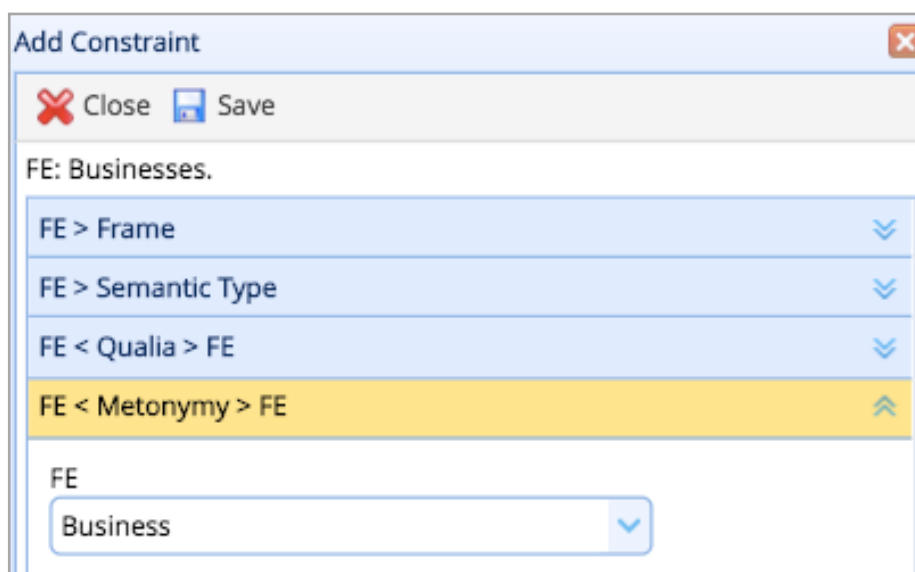 Add Constraint
Close Save
FE: Businesses.
FE > Frame
FE > Semantic Type
FE < Qualia > FE
FE < Metonymy > FE
FE
Business